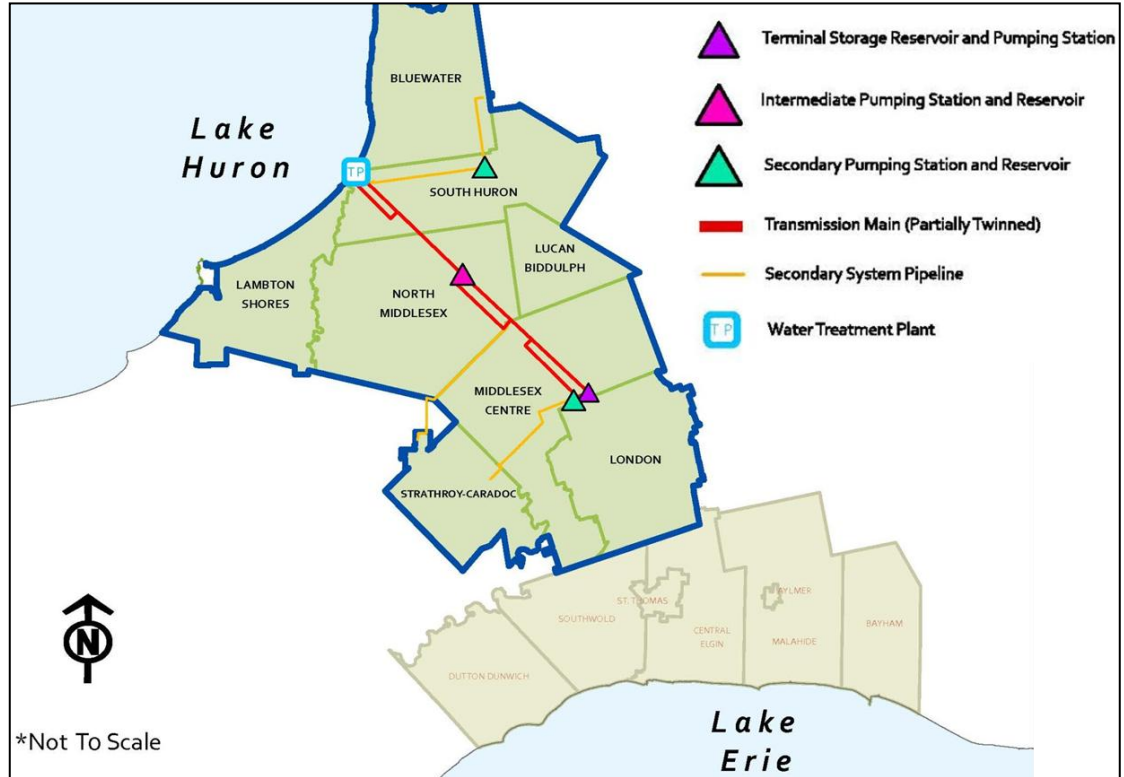 BLUEWATER
Lake
Huron
TP
SOUTH HURON
LUCAN
BIDDULPH
LAMBTON
SHORES
NORTH
MIDDLESEX
MIDDLESEX
CENTRE
LONDON
STRATHROY-CARADOC
ST. THOMAS
AYLMER
SOUTHWOLD
CENTRAL
ELGIN
MALAHIDE
BAYHAM
DUTTON DUNWICH
Lake
Erie
Terminal Storage Reservoir and Pumping Station
Intermediate Pumping Station and Reservoir
Secondary Pumping Station and Reservoir
Transmission Main (Partially Twinned)
Secondary System Pipeline
TP
Water Treatment Plant
N
*Not To Scale